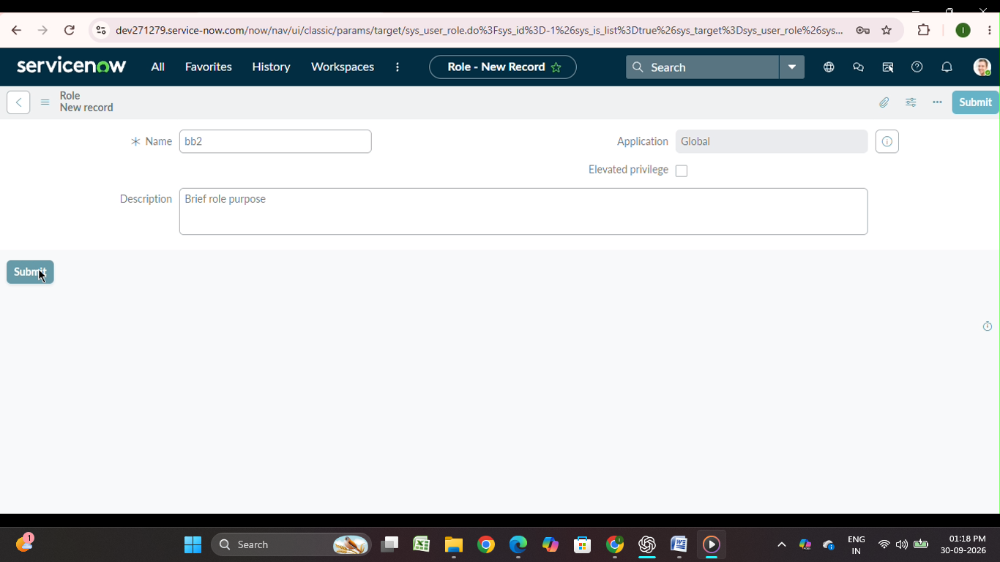 dev271279.service-now.com/now/nav/ui/classic/params/target/sys_user_role.do%3Fsys_id%3D-1%26sys_is_list%3Dtrue%26sys_target%3Dsys_user_role%26sys...
I
servicenow
All
Favorites
History
Workspaces
Role - New Record
Search
Role
New record
Submit
Name
bb2
Application
Global
Elevated privilege
Description
Brief role purpose
Submit
1
Search
ENG
IN
01:18 PM
30-09-2026